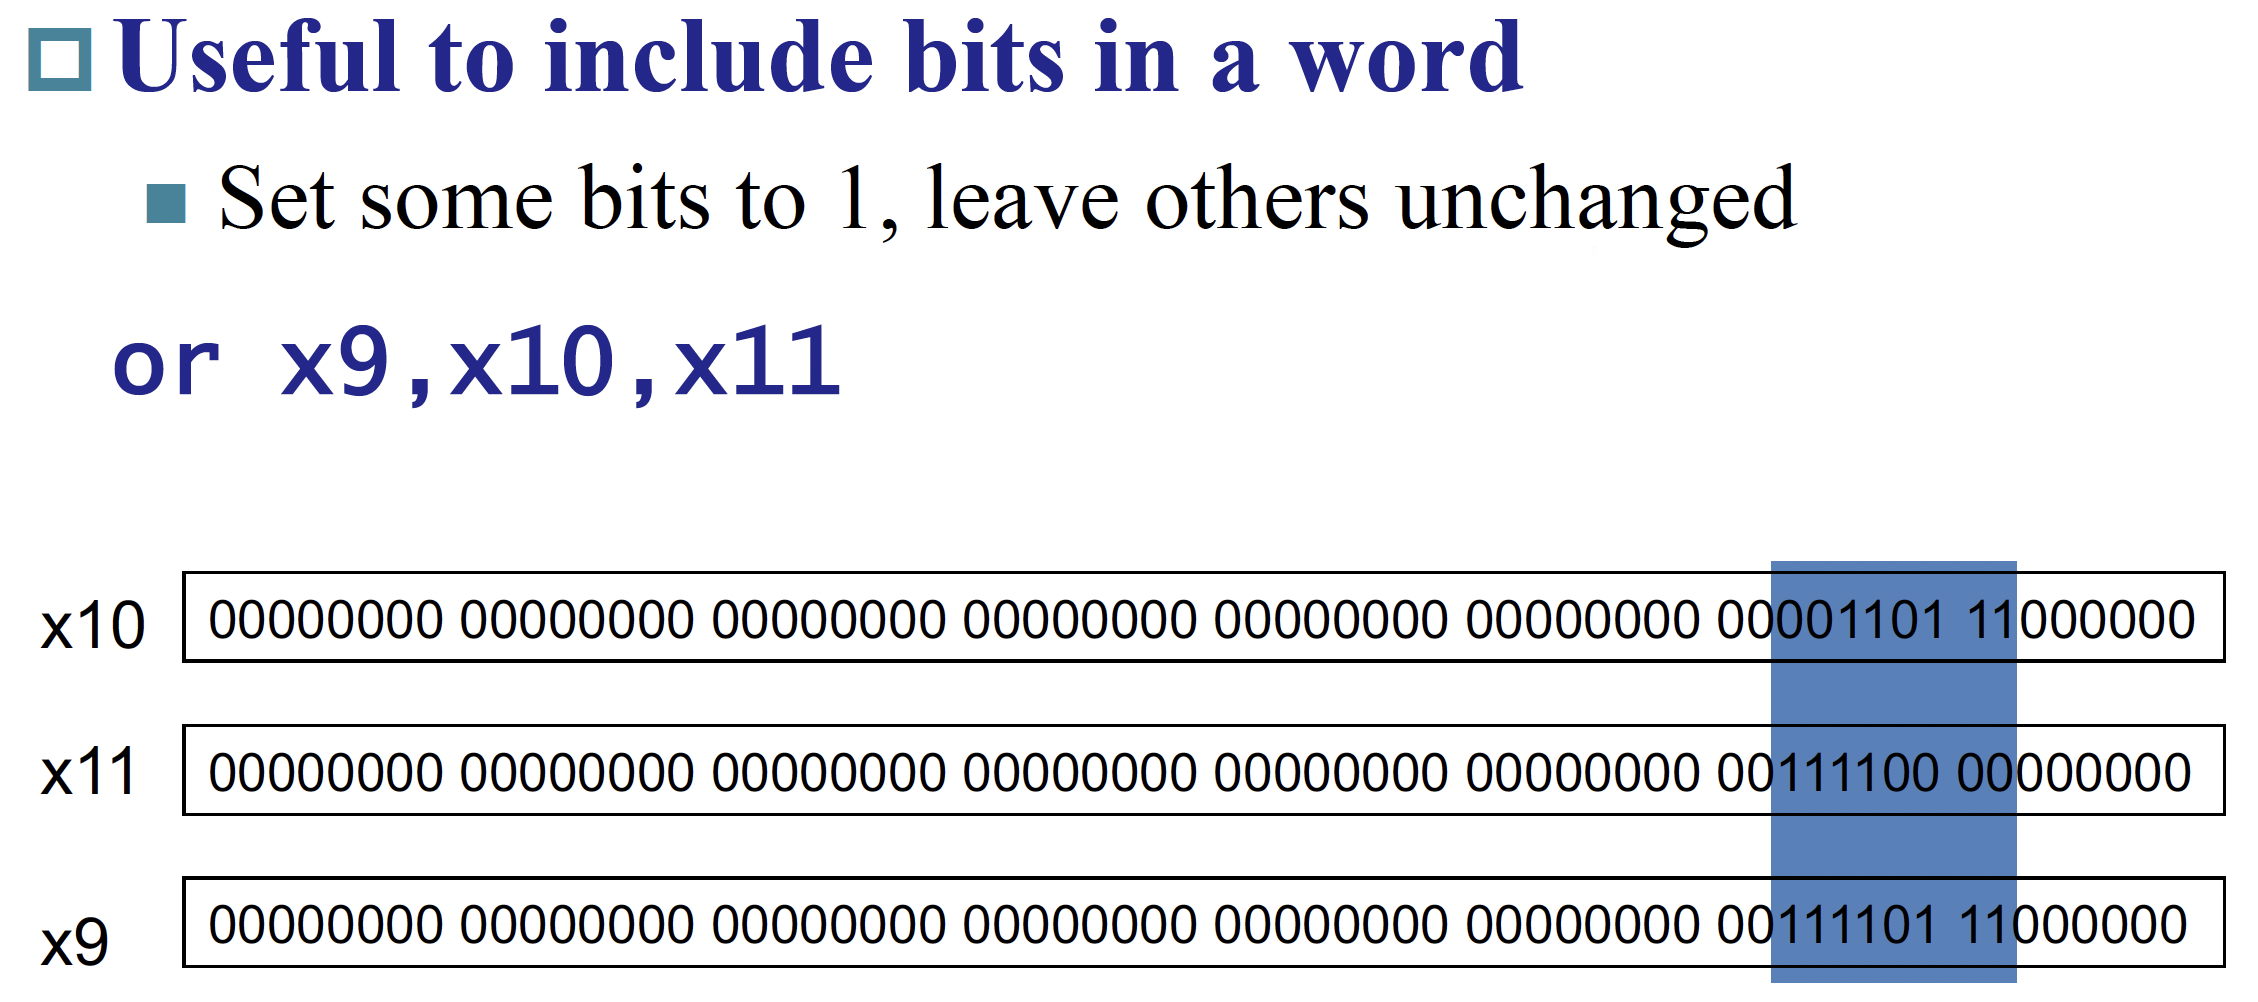 Useful to include bits in a word
Set some bits to 1, leave others unchanged
or x9,x10,x11
x10 00000000 00000000 00000000 00000000 00000000 00000000 00001101 11000000
x11 00000000 00000000 00000000 00000000 00000000 00000000 00111100 00000000
x9 00000000 00000000 00000000 00000000 00000000 00000000 00111101 11000000